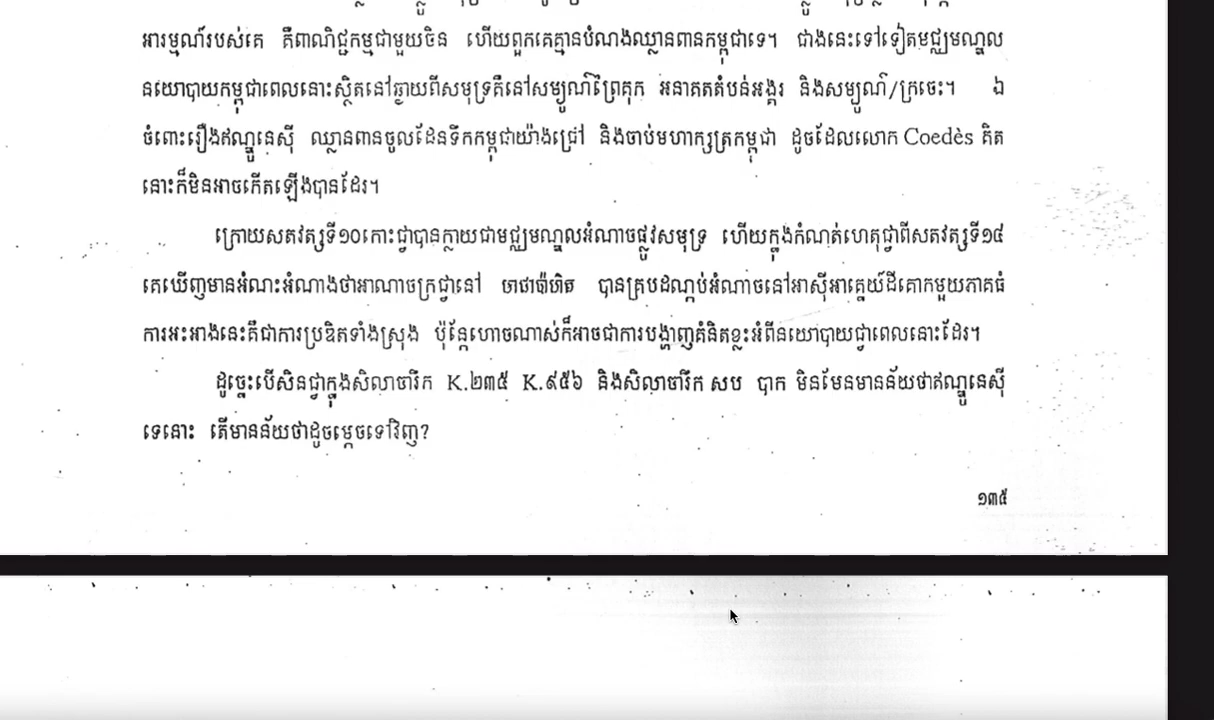 អារម្មណ៍របស់គេ គឺពាណិជ្ជកម្មជាមួយចិន ហើយពួកគេគ្មានបំណងឈ្លានពានកម្ពុជាទេ។ ជាងនេះទៅទៀតមជ្ឈមណ្ឌល
នយោបាយកម្ពុជាពេលនោះស្ថិតនៅឆ្ងាយពីសមុទ្រគឺនៅសម្បូណ៌ព្រៃគុក អនាគតតំបន់អង្គរ និងសម្បូណ៌/ក្រចេះ។ ឯ
ចំពោះរឿងឥណ្ឌូនេស៊ី ឈ្លានពានចូលដែនទឹកកម្ពុជាយ៉ាងជ្រៅ និងចាប់មហាក្សត្រកម្ពុជា ដូចដែលលោក Coedès គិត
នោះក៏មិនអាចកើតឡើងបានដែរ។
ក្រោយសតវត្សទី១០កោះជ្វាបានក្លាយជាមជ្ឈមណ្ឌលអំណាចផ្លូវសមុទ្រ ហើយក្នុងកំណត់ហេតុជ្វាពីសតវត្សទី១៤
គេឃើញមានអំណះអំណាងថាអាណាចក្រជ្វានៅ មាជាប៉ាហិត បានគ្របដណ្តប់អំណាចនៅអាស៊ីអាគ្នេយ៍ដីគោកមួយភាគធំ
ការអះអាងនេះគឺជាការប្រឌិតទាំងស្រុង ប៉ុន្តែហោចណាស់ក៏អាចជាការបង្ហាញគំនិតខ្លះអំពីនយោបាយជ្វាពេលនោះដែរ។
ដូច្នេះបើសិនជ្វាក្នុងសិលាចារឹក K.២៣៥ K.៩៥៦ និងសិលាចារឹក សប បាក មិនមែនមានន័យថាឥណ្ឌូនេស៊ី
ទេនោះ តើមានន័យថាដូចម្តេចទៅវិញ?
១៣៥